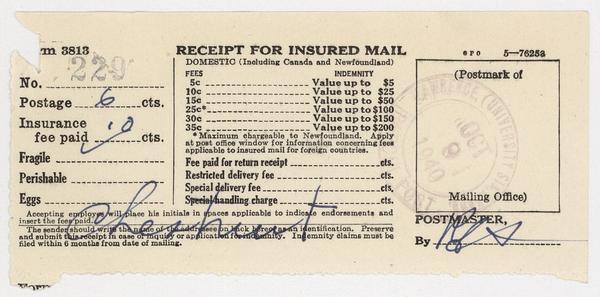 m 3813
RECEIPT FOR INSURED MAIL
GPO 5—76253
DOMESTIC (Including Canada and Newfoundland)
No. 229
Postage 6 cts.
Insurance
fee paid 10 cts.
Fragile
Perishable
Eggs
FEES INDEMNITY
5c Value up to $5
10c Value up to $25
15c Value up to $50
25c* Value up to $100
30c Value up to $150
35c Value up to $200
*Maximum chargeable to Newfoundland. Apply
at post office window for information concerning fees
applicable to insured mail for foreign countries.
Fee paid for return receipt cts.
Restricted delivery fee cts.
Special delivery fee cts.
Special handling charge cts.
(Postmark of
LAWRENCE (UNIVERSITY
OCT
9
1940
Mailing Office)
POSTMASTER,
By
Accepting employee will place his initials in spaces applicable to indicate endorsements and
insert the fees paid.
The sender should write the name of the addressee on back hereof as an identification. Preserve
and submit this receipt in case of inquiry or application for indemnity. Indemnity claims must be
filed within 6 months from date of mailing.
Chestnut